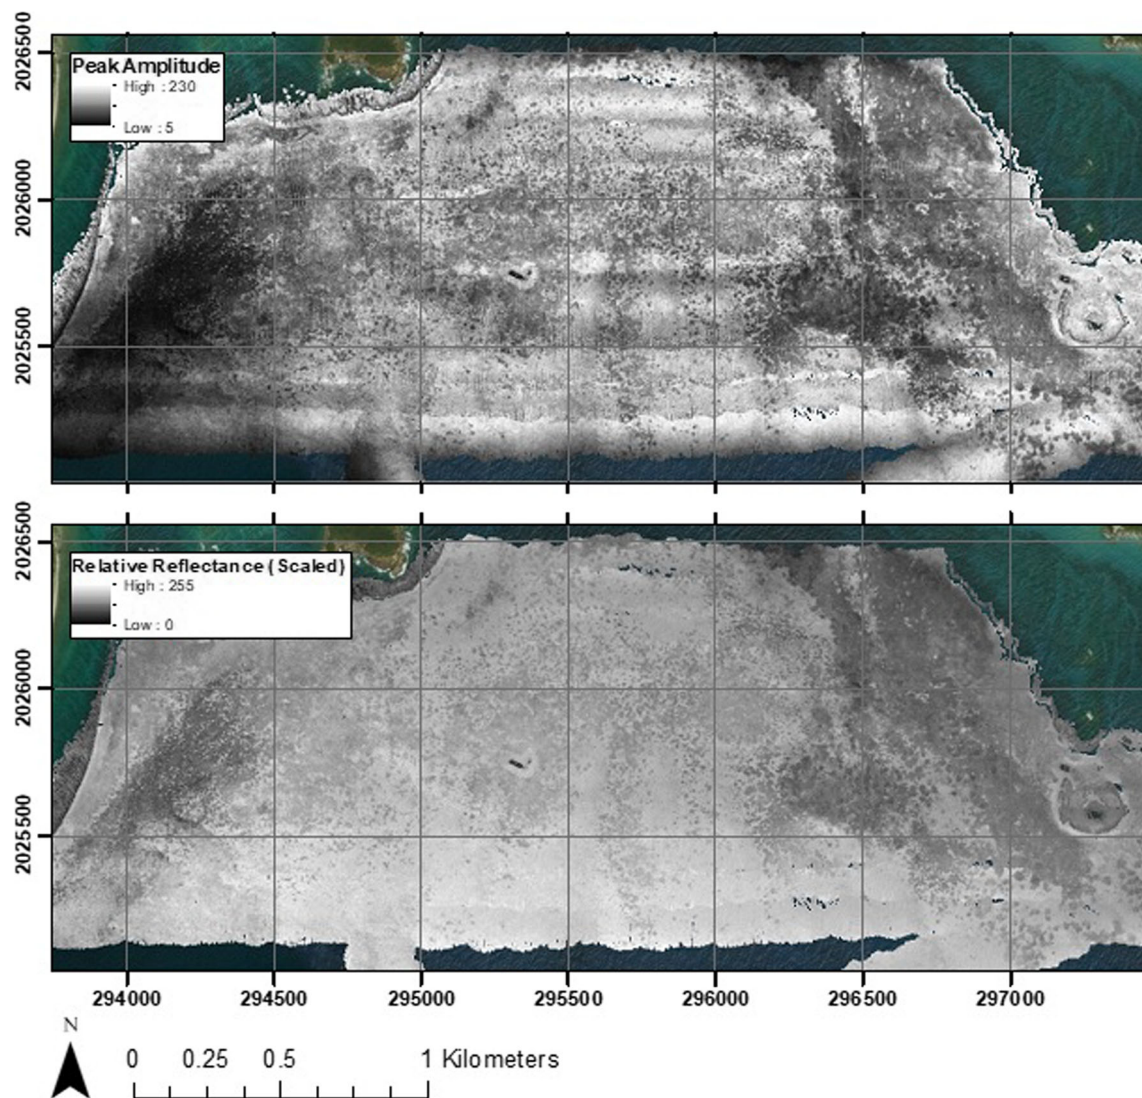 2026500
Peak Amplitude
High : 230
Low : 5
2026000
2025500
2026500
Relative Reflectance (Scaled)
High : 255
Low : 0
2026000
2025500
294000 294500 295000 295500 296000 296500 297000
N
0 0.25 0.5 1 Kilometers